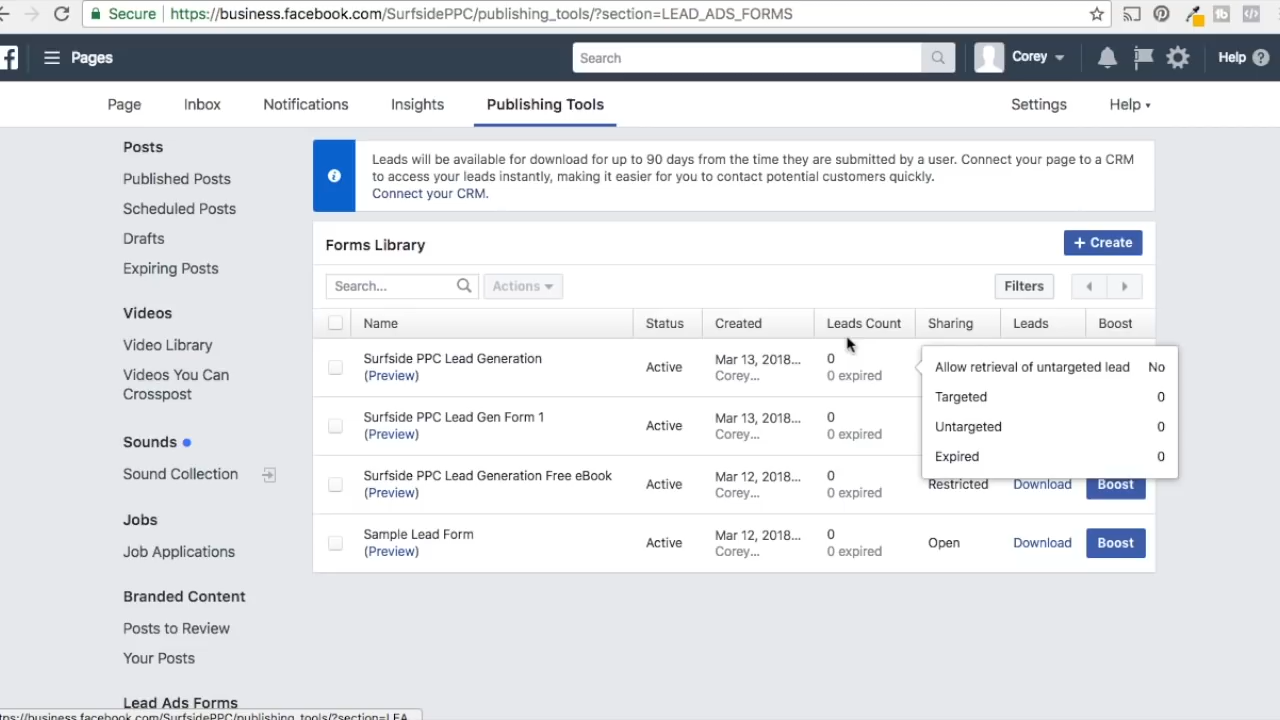 Secure https://business.facebook.com/SurfsidePPC/publishing_tools/?section=LEAD_ADS_FORMS
Pages Search Corey Help
Page Inbox Notifications Insights Publishing Tools Settings Help
Posts
Published Posts
Scheduled Posts
Drafts
Expiring Posts
Videos
Video Library
Videos You Can
Crosspost
Sounds
Sound Collection
Jobs
Job Applications
Branded Content
Posts to Review
Your Posts
Lead Ads Forms
Leads will be available for download for up to 90 days from the time they are submitted by a user. Connect your page to a CRM
to access your leads instantly, making it easier for you to contact potential customers quickly.
Connect your CRM.
Forms Library + Create
Search... Actions Filters
Name Status Created Leads Count Sharing Leads Boost
Surfside PPC Lead Generation
(Preview)
Active
Mar 13, 2018...
Corey...
0
0 expired
Surfside PPC Lead Gen Form 1
(Preview)
Active
Mar 13, 2018...
Corey...
0
0 expired
Allow retrieval of untargeted lead No
Targeted 0
Untargeted 0
Expired 0
Surfside PPC Lead Generation Free eBook
(Preview)
Active
Mar 12, 2018...
Corey...
0
0 expired
Restricted Download Boost
Sample Lead Form
(Preview)
Active
Mar 12, 2018...
Corey...
0
0 expired
Open Download Boost
ttps://business.facebook.com/SurfsidePPC/publishing_tools/?section=LEA...